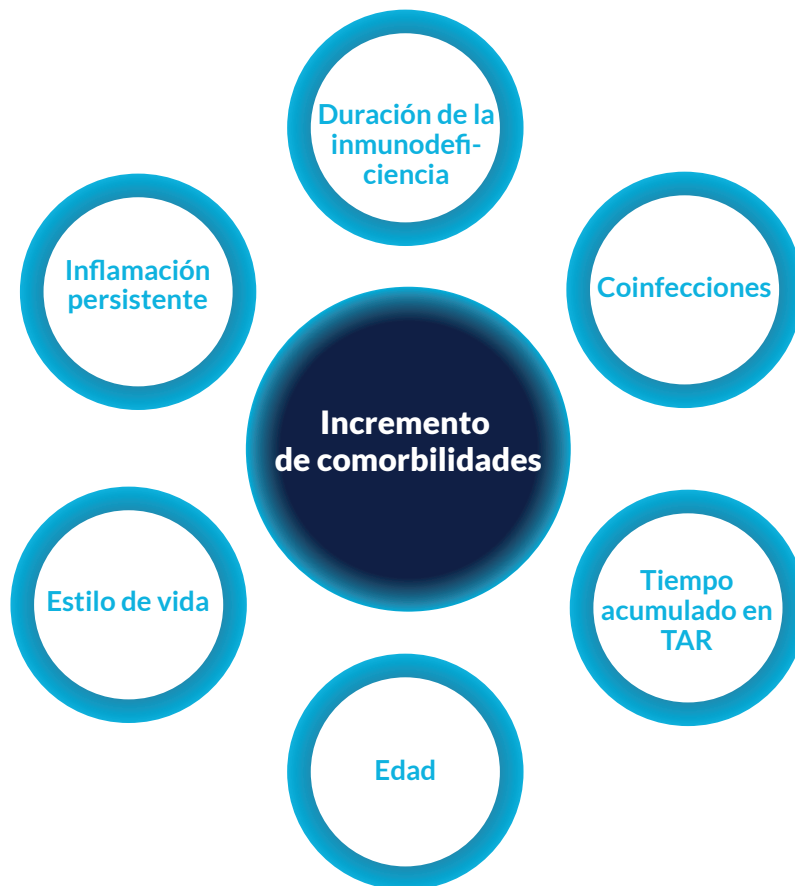 Duración de la
inmunodefi-
ciencia
Inflamación
persistente
Coinfecciones
Incremento
de comorbilidades
Estilo de vida
Tiempo
acumulado en
TAR
Edad